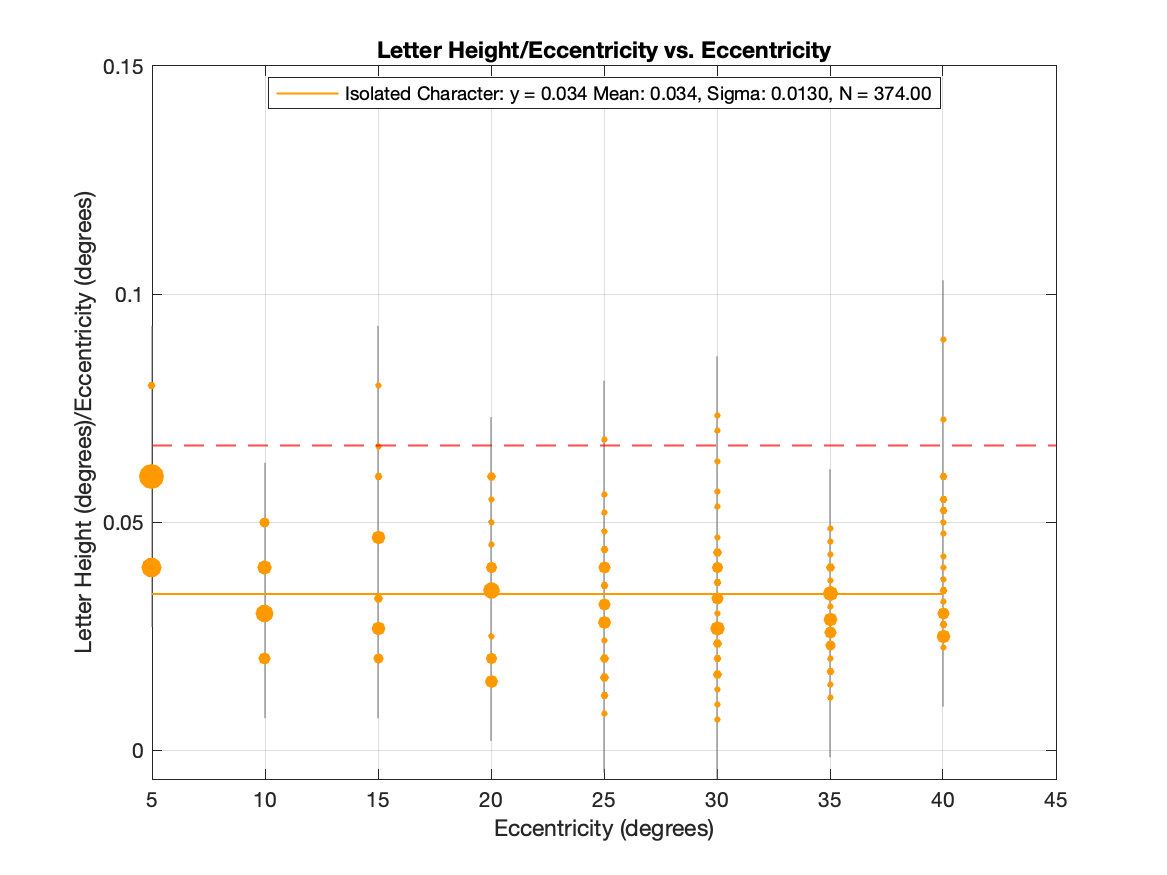 Letter Height/Eccentricity vs. Eccentricity
0.15
Isolated Character: y = 0.034 Mean: 0.034, Sigma: 0.0130, N = 374.00
0.1
0.05
0
Letter Height (degrees)/Eccentricity (degrees)
5 10 15 20 25 30 35 40 45
Eccentricity (degrees)